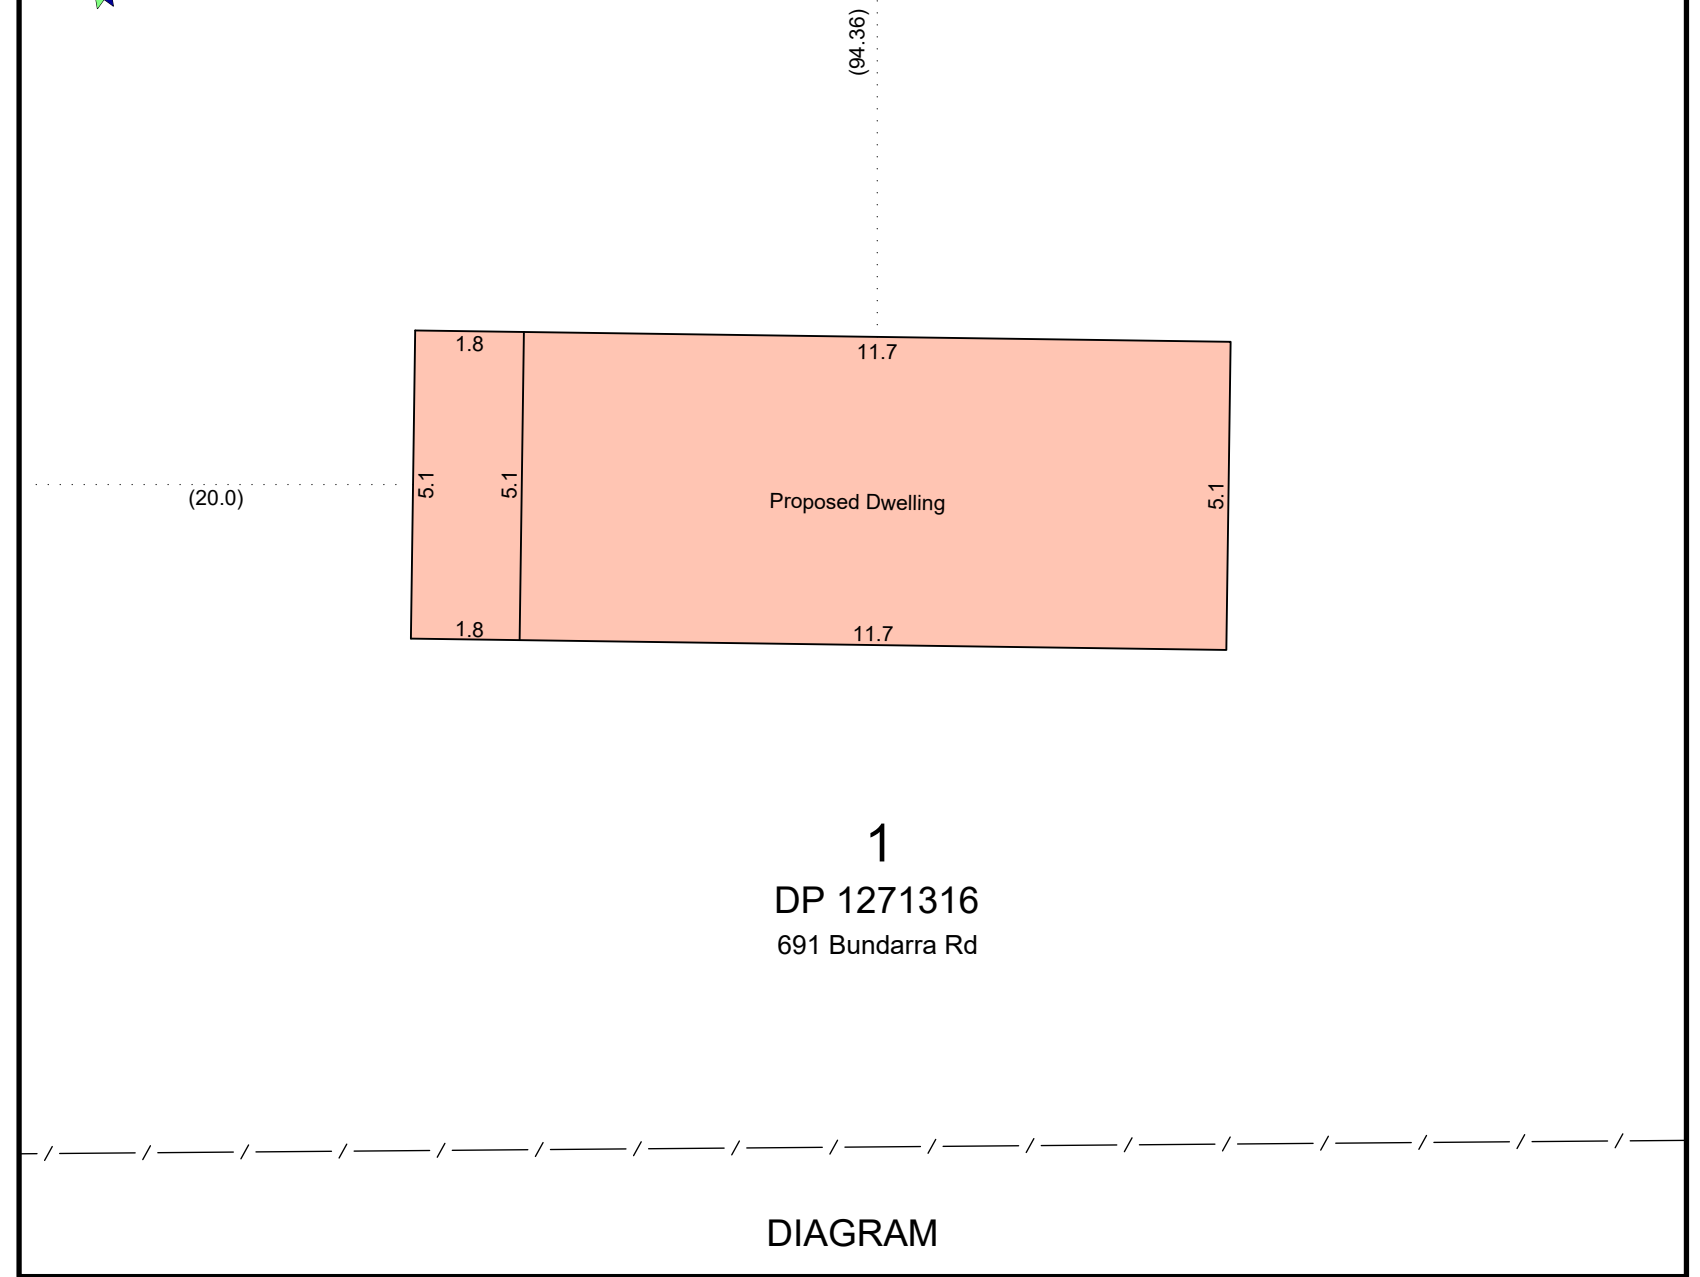 (94.36)
1.8
11.7
5.1
5.1
5.1
(20.0)
Proposed Dwelling
1.8
11.7
1
DP 1271316
691 Bundarra Rd
DIAGRAM